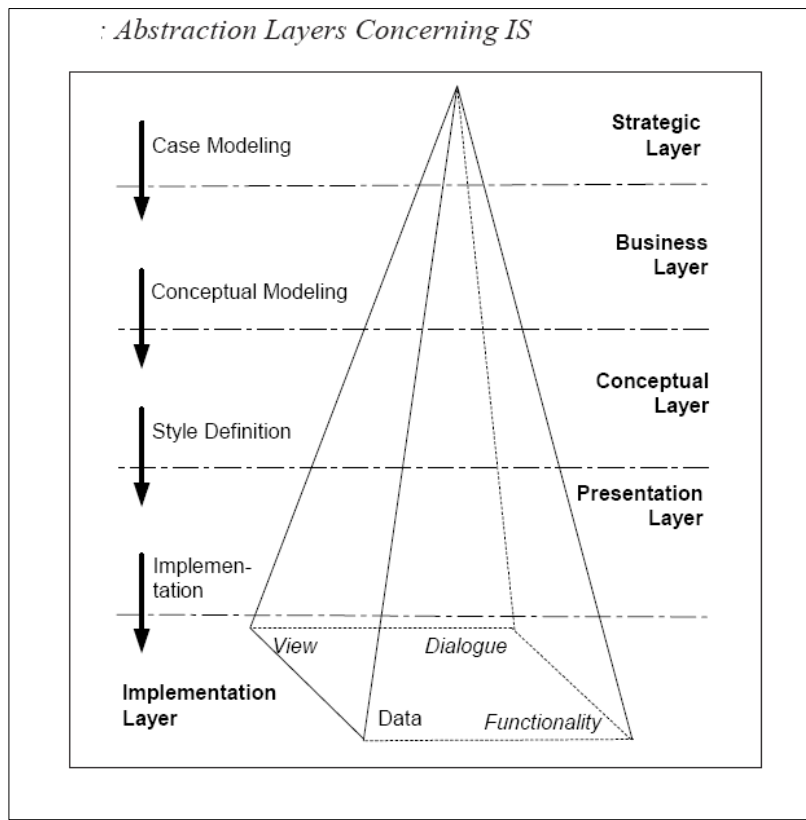 : Abstraction Layers Concerning IS
Strategic
Layer
Case Modeling
Business
Layer
Conceptual Modeling
Conceptual
Layer
Style Definition
Presentation
Layer
Implemen-
tation
View
Dialogue
Implementation
Layer
Data
Functionality